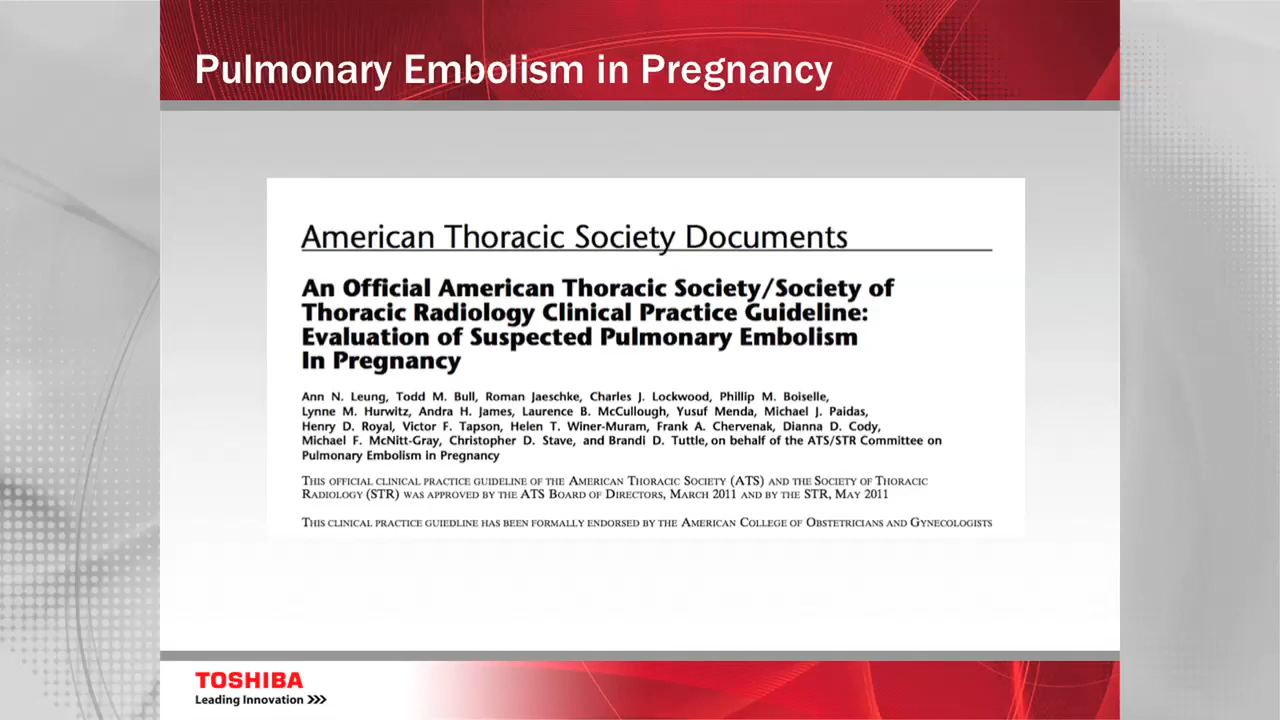 Pulmonary Embolism in Pregnancy
American Thoracic Society Documents
An Official American Thoracic Society/Society of
Thoracic Radiology Clinical Practice Guideline:
Evaluation of Suspected Pulmonary Embolism
In Pregnancy
Ann N. Leung, Todd M. Bull, Roman Jaeschke, Charles J. Lockwood, Phillip M. Boiselle,
Lynne M. Hurwitz, Andra H. James, Laurence B. McCullough, Yusuf Menda, Michael J. Paidas,
Henry D. Royal, Victor F. Tapson, Helen T. Winer-Muram, Frank A. Chervenak, Dianna D. Cody,
Michael F. McNitt-Gray, Christopher D. Stave, and Brandi D. Tuttle, on behalf of the ATS/STR Committee on
Pulmonary Embolism in Pregnancy
THIS OFFICIAL CLINICAL PRACTICE GUIDELINE OF THE AMERICAN THORACIC SOCIETY (ATS) AND THE SOCIETY OF THORACIC
RADIOLOGY (STR) WAS APPROVED BY THE ATS BOARD OF DIRECTORS, MARCH 2011 AND BY THE STR, MAY 2011
THIS CLINICAL PRACTICE GUIEDLINE HAS BEEN FORMALLY ENDORSED BY THE AMERICAN COLLEGE OF OBSTETRICIANS AND GYNECOLOGISTS
TOSHIBA
Leading Innovation >>>